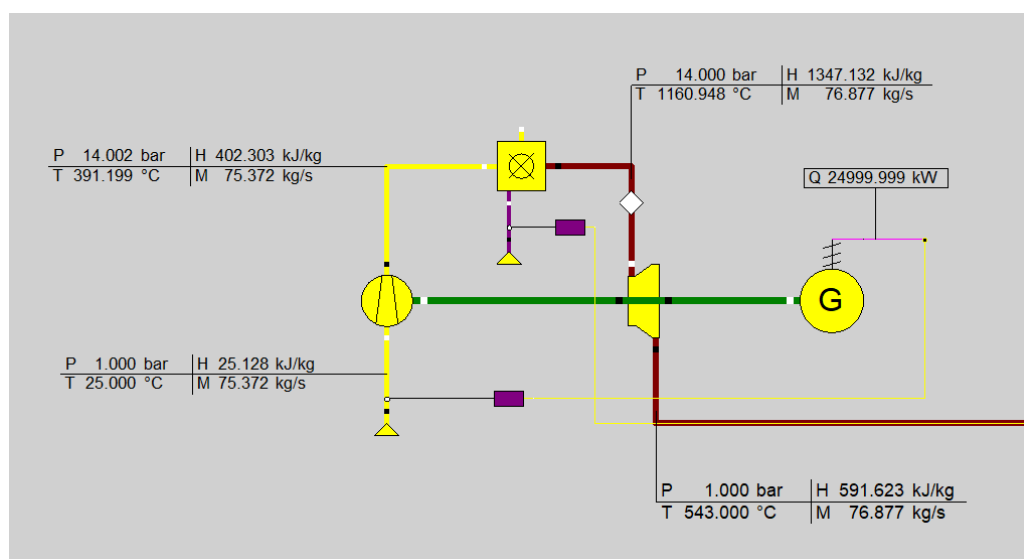 P 14.000 bar H 1347.132 kJ/kg
T 1160.948 °C M 76.877 kg/s
P 14.002 bar H 402.303 kJ/kg
T 391.199 °C M 75.372 kg/s
Q 24999.999 kW
G
P 1.000 bar H 25.128 kJ/kg
T 25.000 °C M 75.372 kg/s
P 1.000 bar H 591.623 kJ/kg
T 543.000 °C M 76.877 kg/s